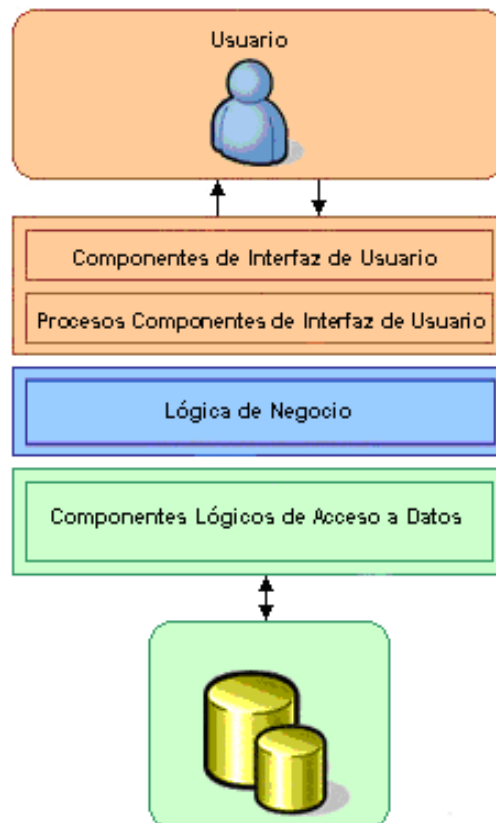 Usuario
Componentes de Interfaz de Usuario
Procesos Componentes de Interfaz de Usuario
Lógica de Negocio
Componentes Lógicos de Acceso a Datos